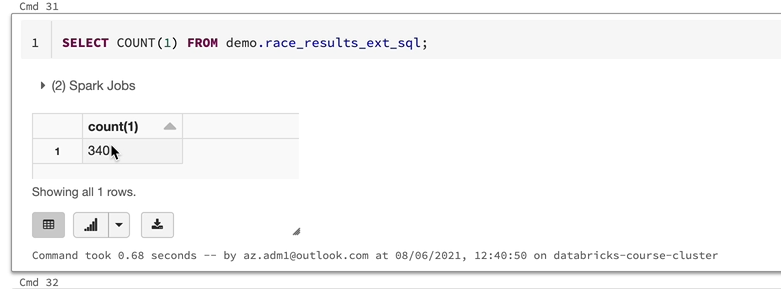 Cmd 31
1 SELECT COUNT(1) FROM demo.race_results_ext_sql;
(2) Spark Jobs
count(1)
1 340
Showing all 1 rows.
Command took 0.68 seconds -- by az.adm1@outlook.com at 08/06/2021, 12:40:50 on databricks-course-cluster
Cmd 32